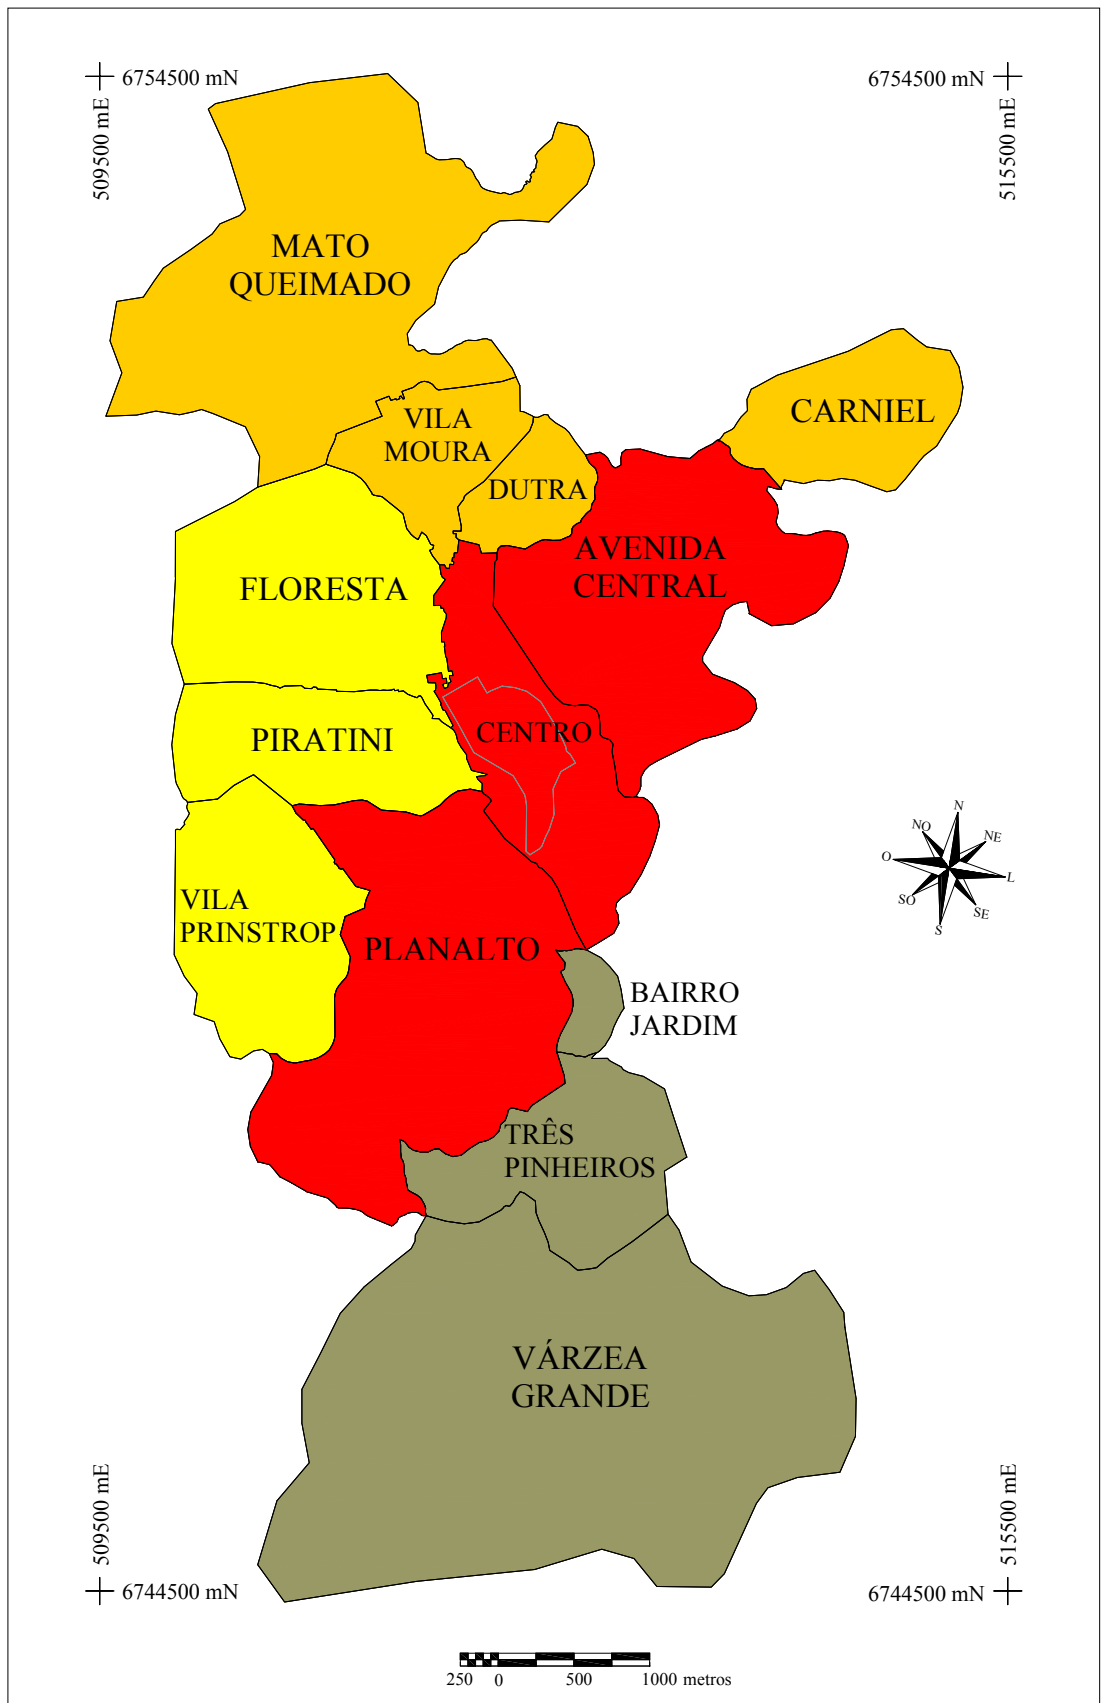 6754500 mN
6754500 mN
509500 mE
515500 mE
MATO
QUEIMADO
CARNIEL
VILA
MOURA
DUTRA
AVENIDA
CENTRAL
FLORESTA
CENTRO
PIRATINI
N
NO
NE
O
L
SO
SE
S
VILA
PRINSTROP
PLANALTO
BAIRRO
JARDIM
TRÊS
PINHEIROS
VÁRZEA
GRANDE
509500 mE
515500 mE
6744500 mN
6744500 mN
250 0 500 1000 metros